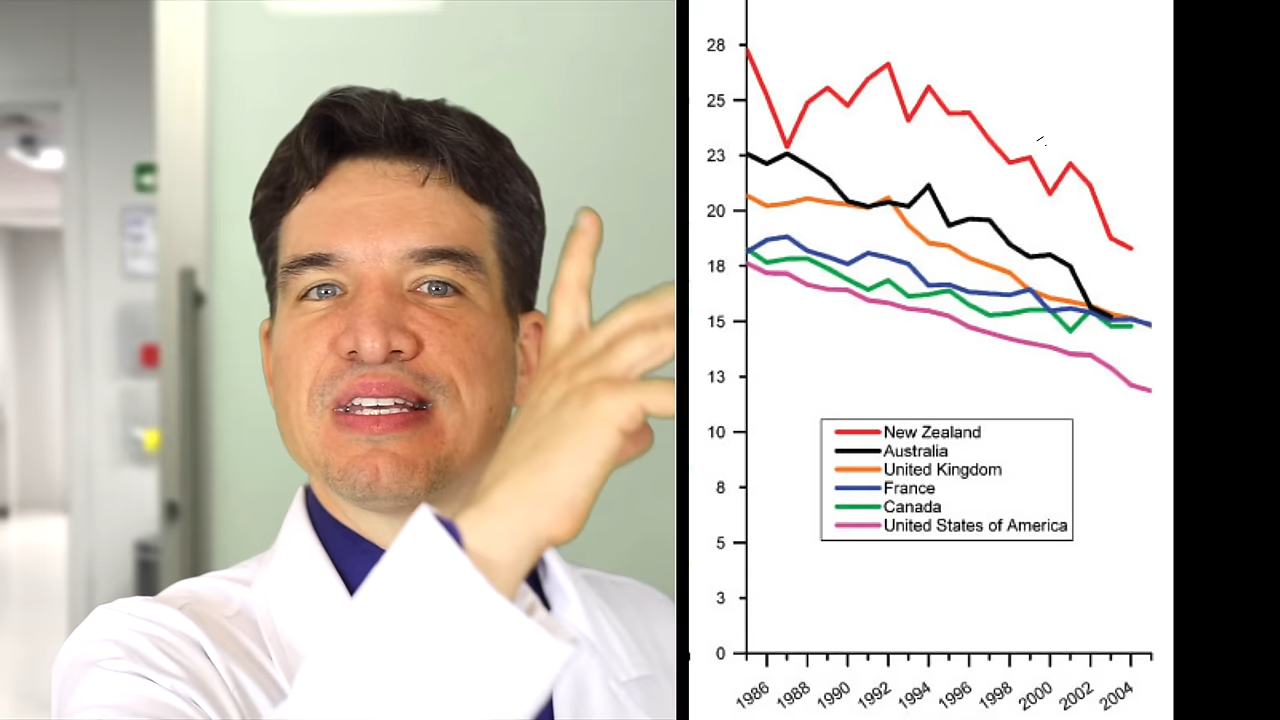 28
25
23
20
18
15
13
10
8
5
3
0
New Zealand
Australia
United Kingdom
France
Canada
United States of America
1986 1988 1990 1992 1994 1996 1998 2000 2002 2004